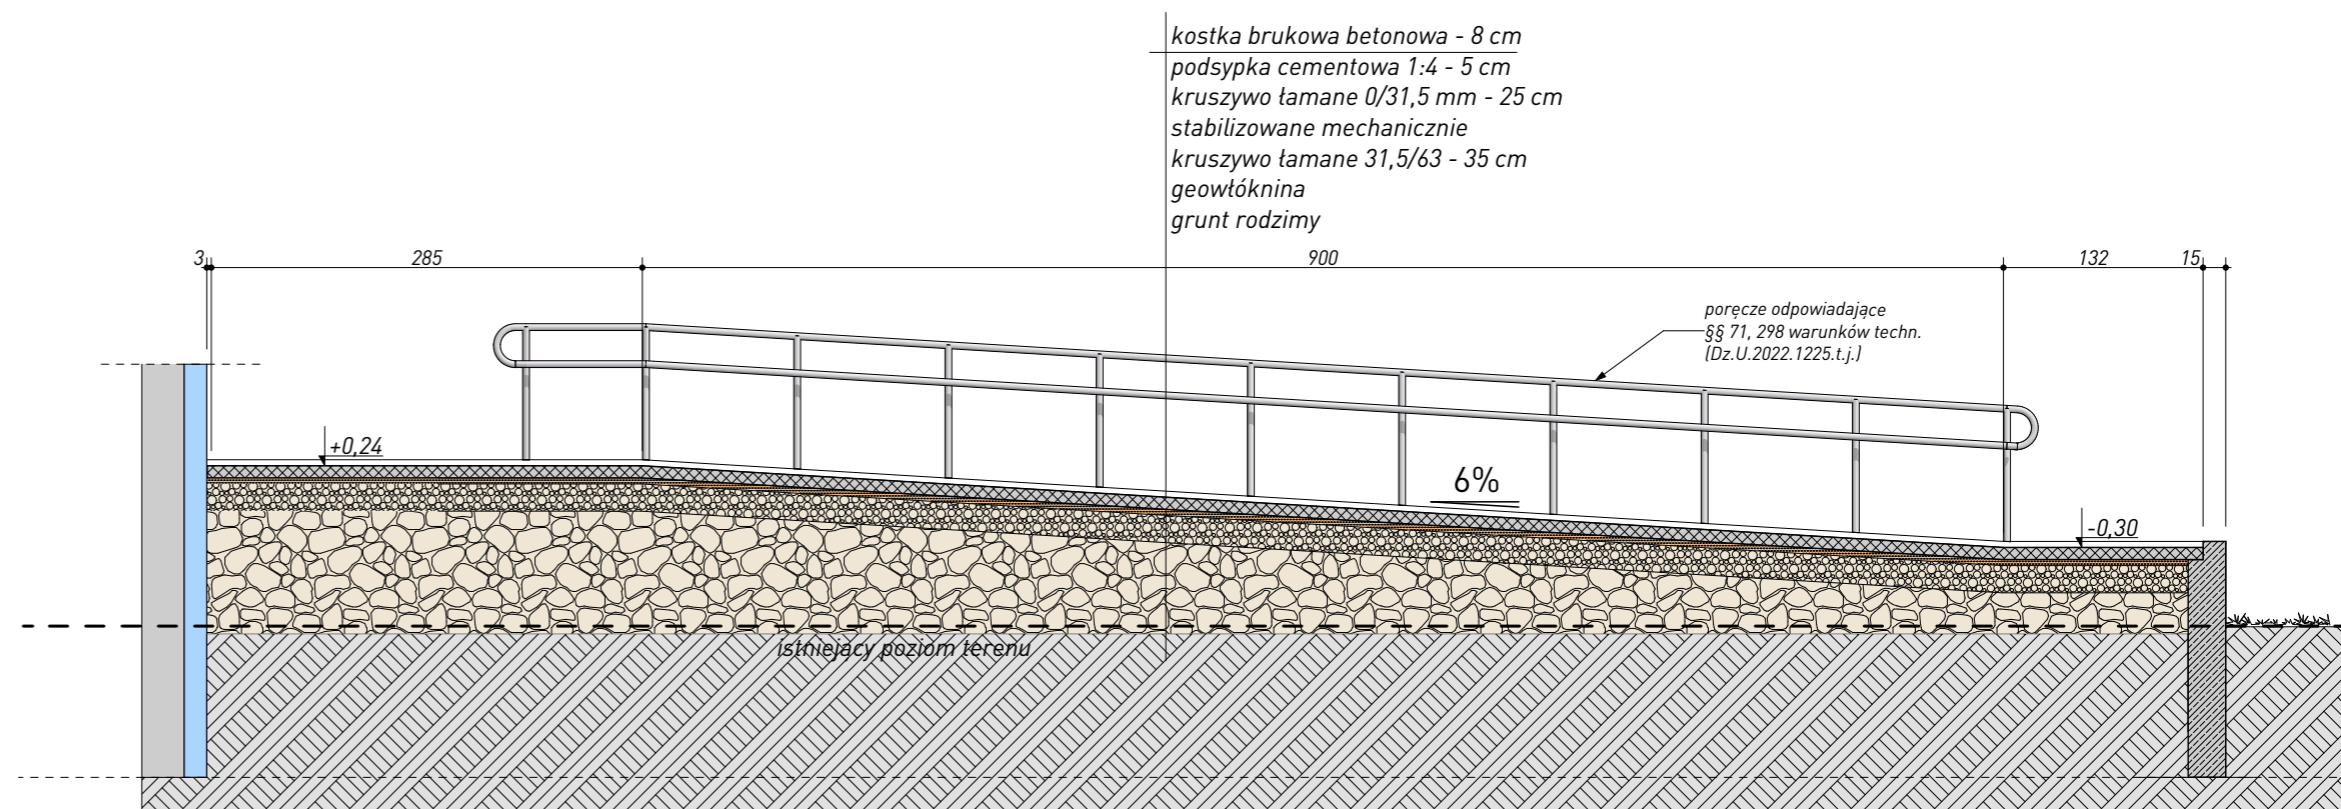 kostka brukowa betonowa - 8 cm
podsypka cementowa 1:4 - 5 cm
kruszywo łamane 0/31,5 mm - 25 cm
stabilizowane mechanicznie
kruszywo łamane 31,5/63 - 35 cm
geowłóknina
grunt rodzimy
3 285 900 132 15
poręcze odpowiadające
§§ 71, 298 warunków techn.
(Dz.U.2022.1225.t.j.)
+0,24
6%
-0,30
istniejacy poziom terenu